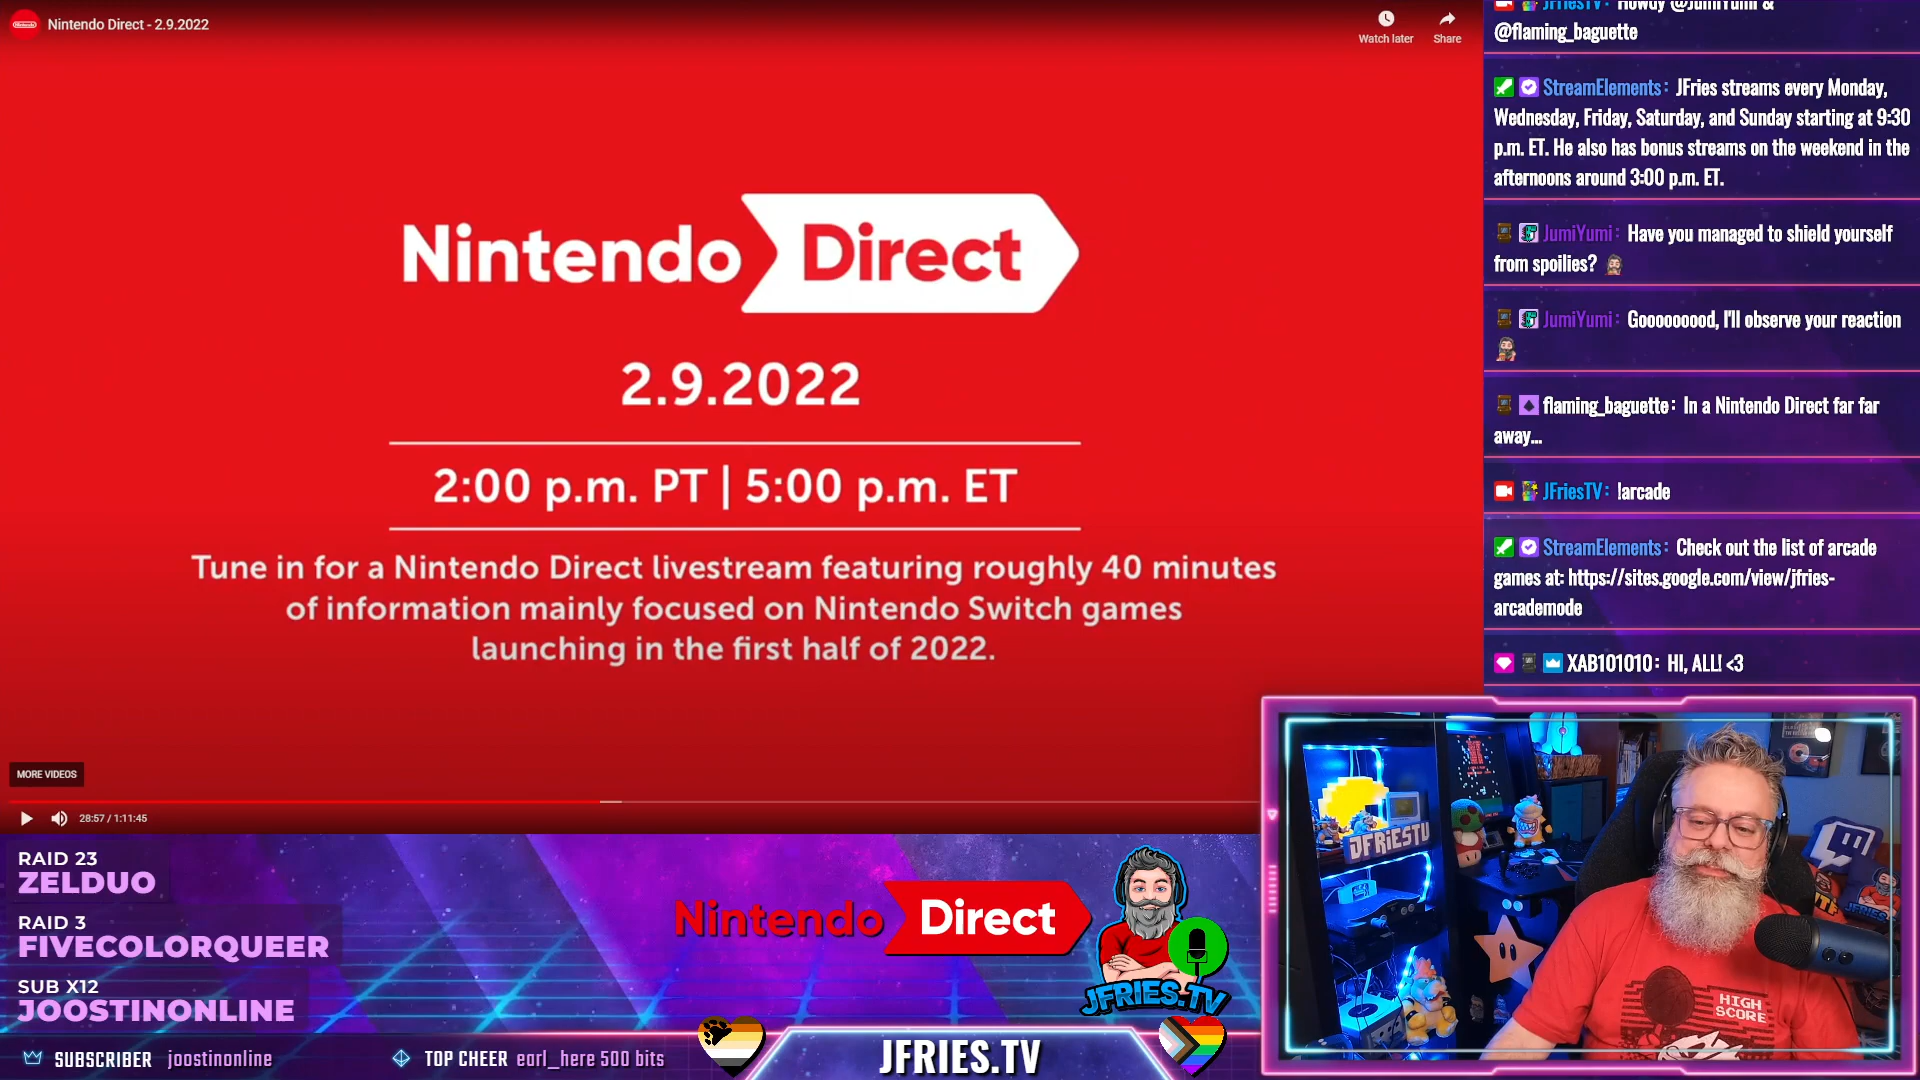 Nintendo
Nintendo Direct - 2.9.2022
Watch later
Share
Nintendo Direct
2.9.2022
2:00 p.m. PT | 5:00 p.m. ET
Tune in for a Nintendo Direct livestream featuring roughly 40 minutes
of information mainly focused on Nintendo Switch games
launching in the first half of 2022.
MORE VIDEOS
28:57 / 1:11:45
JFriesTV: Howdy @JumiYumi &
@flaming_baguette
StreamElements: JFries streams every Monday,
Wednesday, Friday, Saturday, and Sunday starting at 9:30
p.m. ET. He also has bonus streams on the weekend in the
afternoons around 3:00 p.m. ET.
JumiYumi: Have you managed to shield yourself
from spoilies?
JumiYumi: Mooooooood, I'll observe your reaction
flaming_baguette: In a Nintendo Direct far far
away...
JFriesTV: !arcade
StreamElements: Check out the list of arcade
games at: https://sites.google.com/view/jfries-
arcademode
XAB101010: HI, ALL! <3
RAID 23
ZELDUO
RAID 3
FIVECOLORQUEER
SUB X12
JOOSTINONLINE
Nintendo Direct
JFRIES.TV
SUBSCRIBER joostinonline
TOP CHEER earl_here 500 bits
JFRIES.TV
JFRIESTV
HIGH
SCORE
JFRIES